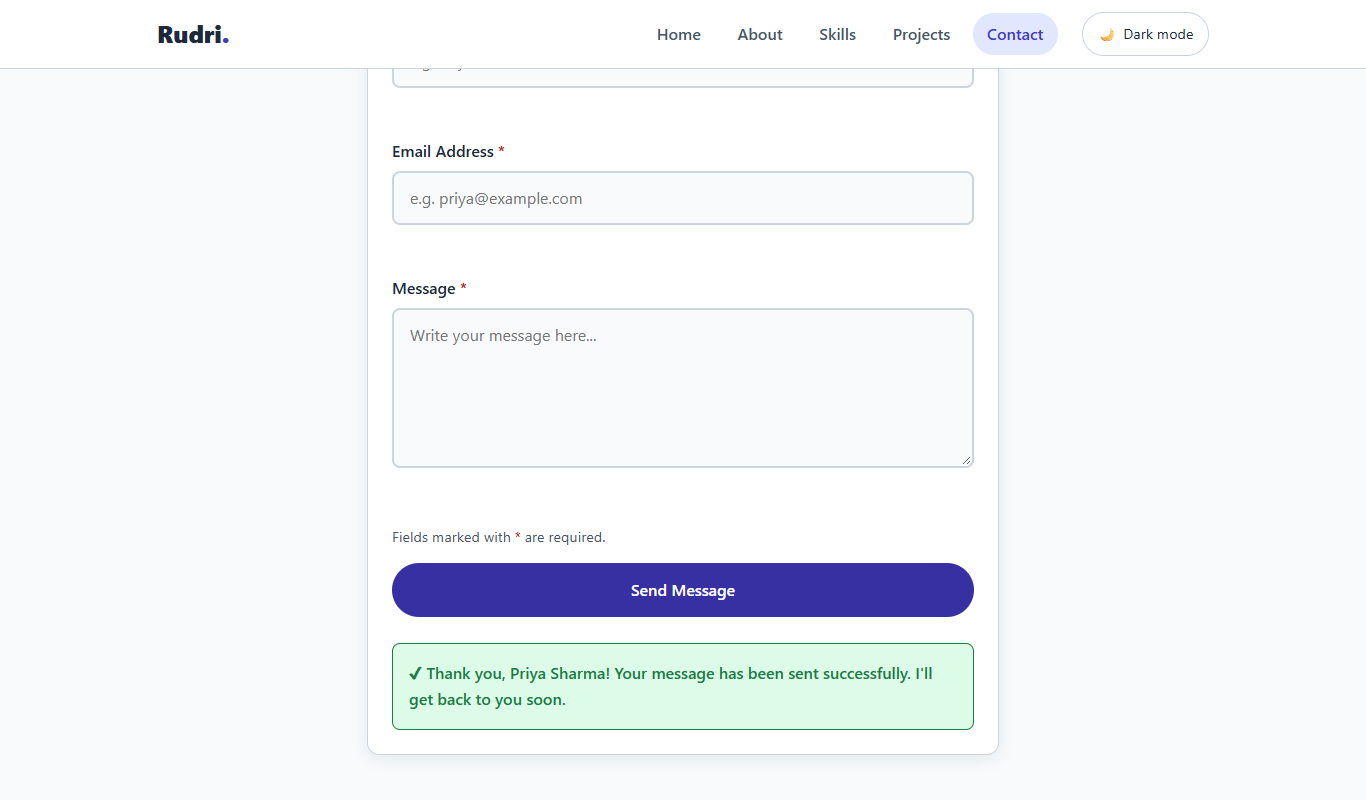 Rudri.
Home About Skills Projects Contact 🌙 Dark mode
Email Address *
e.g. priya@example.com
Message *
Write your message here...
Fields marked with * are required.
Send Message
✔ Thank you, Priya Sharma! Your message has been sent successfully. I'll
get back to you soon.